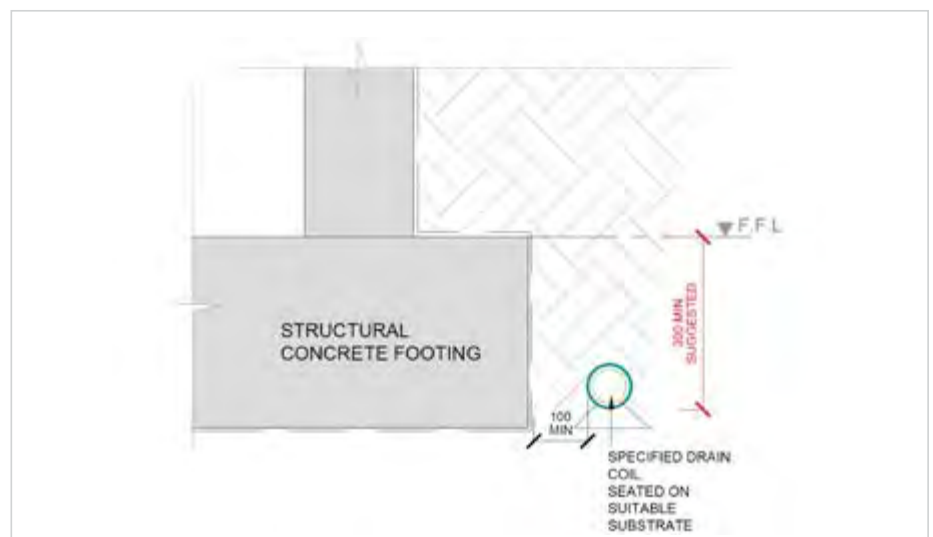 F.F.L
300 MIN
SUGGESTED
STRUCTURAL
CONCRETE FOOTING
100
MIN
SPECIFIED DRAIN
COIL
SEATED ON
SUITABLE
SUBSTRATE